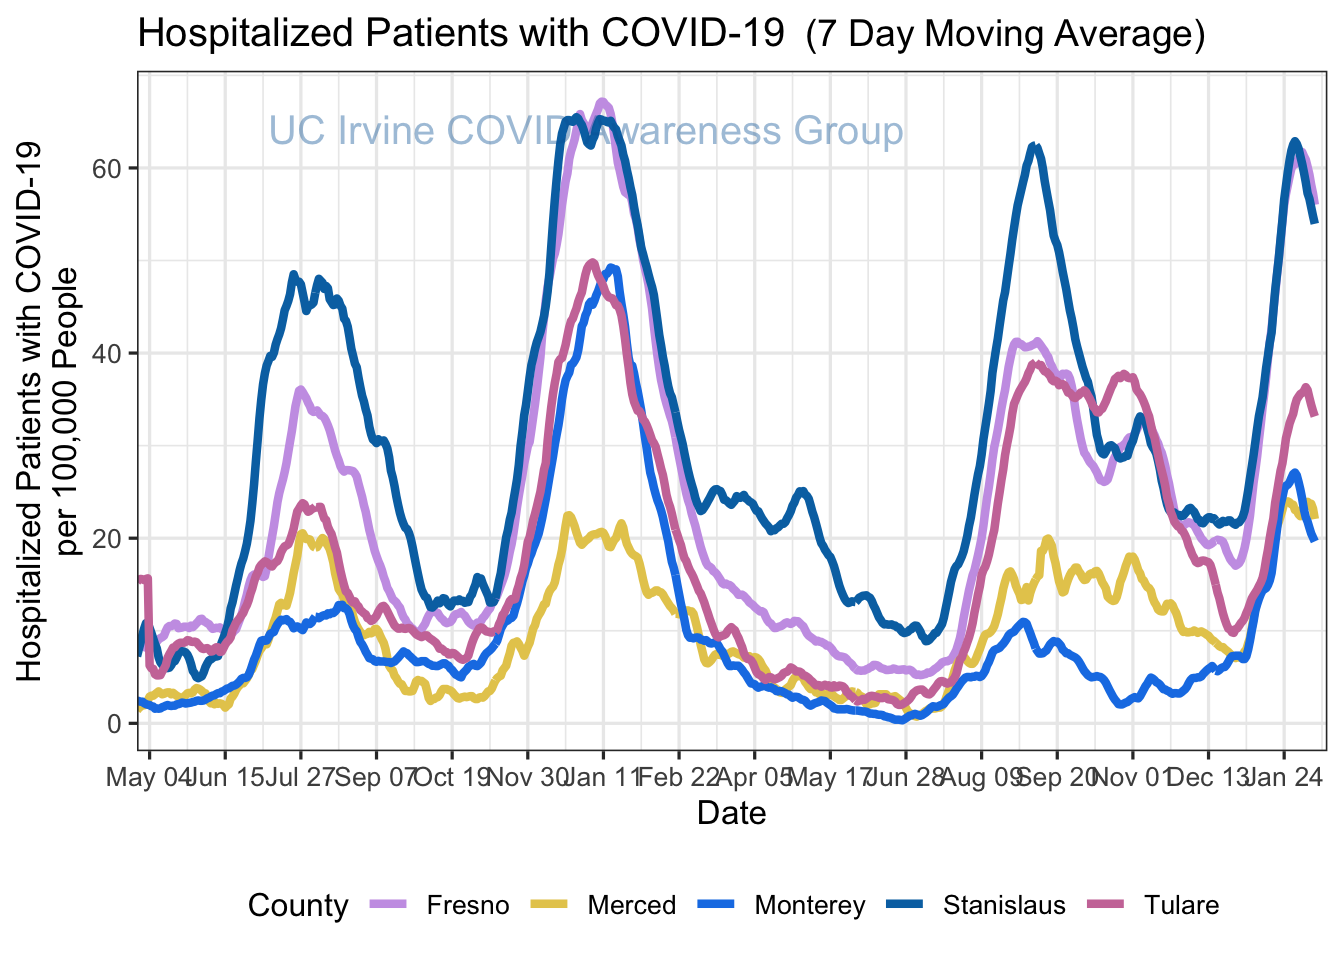 Hospitalized Patients with COVID-19  (7 Day Moving Average)
UC Irvine COVID Awareness Group
Hospitalized Patients with COVID-19
per 100,000 People
60
40
20
0
May 04 Jun 15 Jul 27 Sep 07 Oct 19 Nov 30 Jan 11 Feb 22 Apr 05 May 17 Jun 28 Aug 09 Sep 20 Nov 01 Dec 13 Jan 24
Date
County Fresno Merced Monterey Stanislaus Tulare